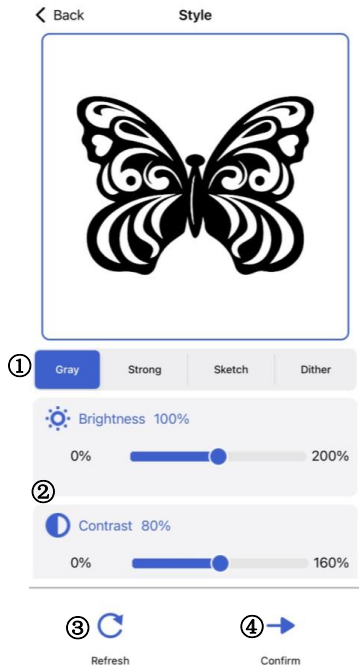 Back Style
① Gray Strong Sketch Dither
Brightness 100%
0% 200%
②
Contrast 80%
0% 160%
③ ④
Refresh Confirm